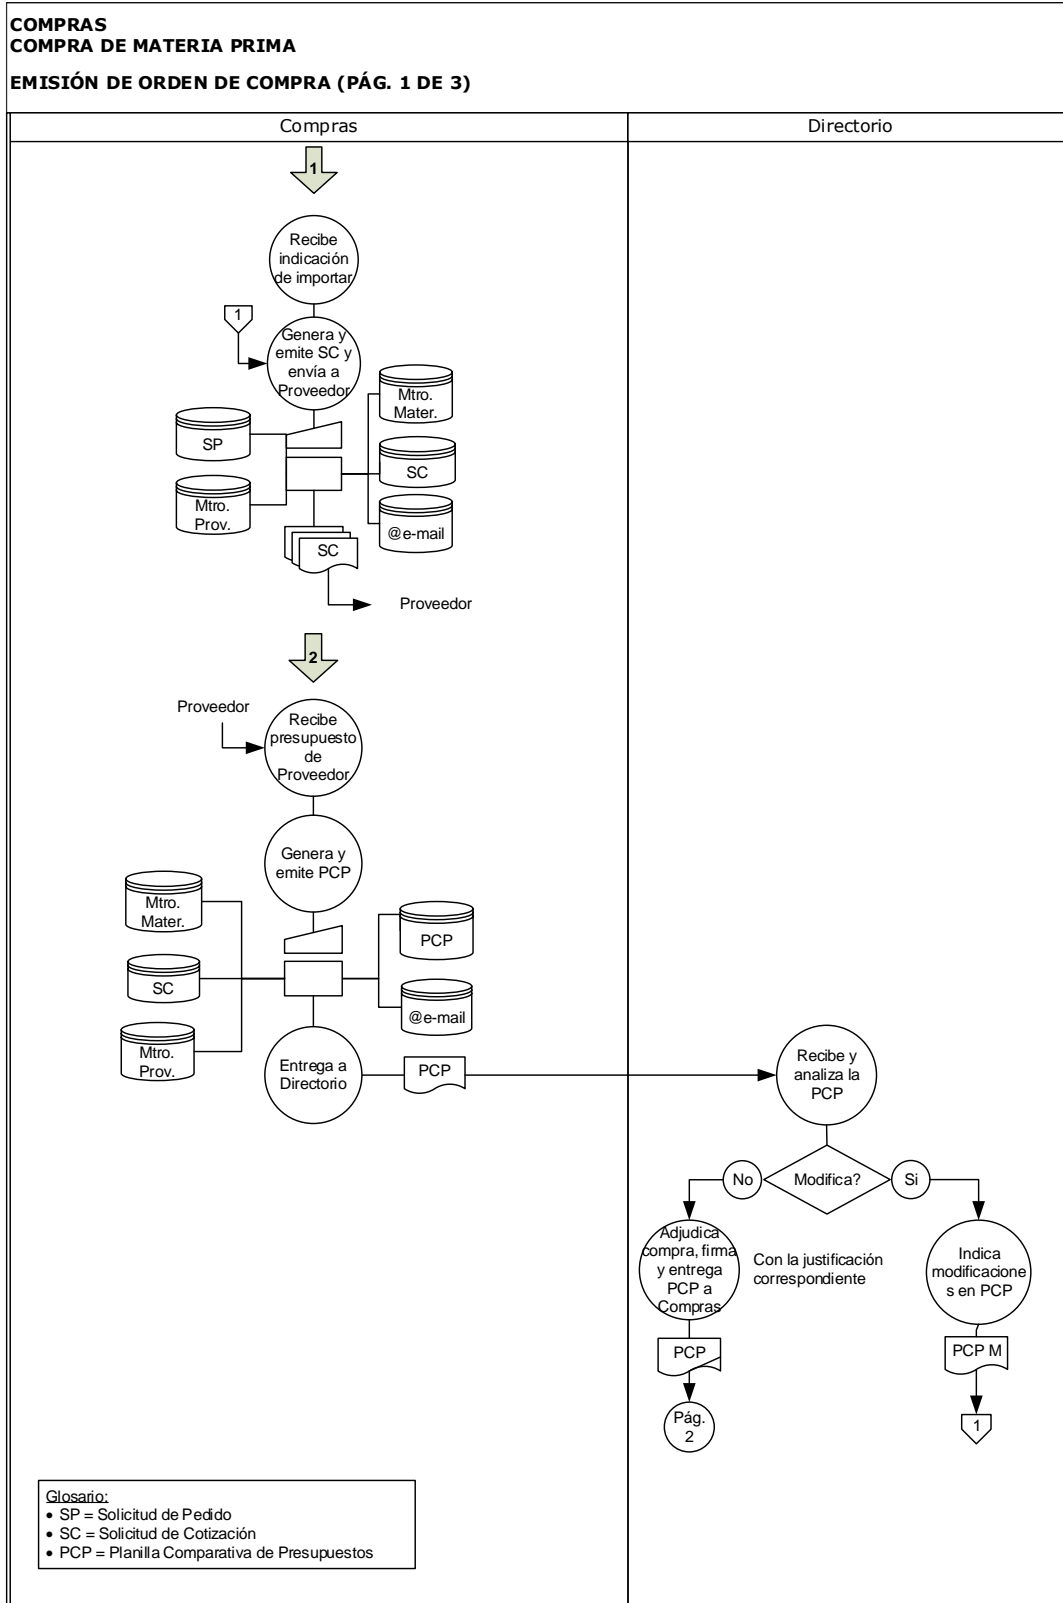 COMPRAS
COMPRA DE MATERIA PRIMA
EMISIÓN DE ORDEN DE COMPRA (PÁG. 1 DE 3)
Compras
Directorio
1
Recibe
indicación
de importar
1
Genera y
emite SC y
envía a
Proveedor
Mtro.
Mater.
SP
SC
Mtro.
Prov.
@e-mail
SC
Proveedor
2
Proveedor
Recibe
presupuesto
de
Proveedor
Genera y
emite PCP
Mtro.
Mater.
PCP
SC
@e-mail
Mtro.
Prov.
Entrega a
Directorio
PCP
Recibe y
analiza la
PCP
No
Modifica?
Si
Adjudica
compra, firma
y entrega
PCP a
Compras
Con la justificación
correspondiente
Indica
modificacione
s en PCP
PCP
PCP M
Pág.
2
1
Glosario:
• SP = Solicitud de Pedido
• SC = Solicitud de Cotización
• PCP = Planilla Comparativa de Presupuestos